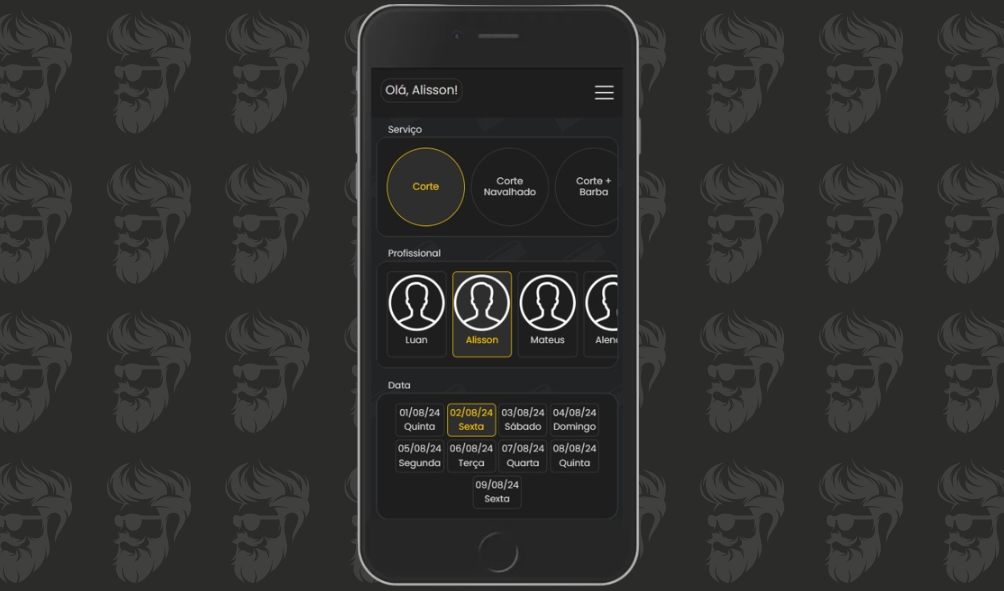 Olá, Alisson!
Serviço
Corte
Corte
Navalhado
Corte +
Barba
Profissional
Luan
Alisson
Mateus
Data
01/08/24
Quinta
02/08/24
Sexta
03/08/24
Sábado
04/08/24
Domingo
05/08/24
Segunda
06/08/24
Terça
07/08/24
Quarta
08/08/24
Quinta
09/08/24
Sexta